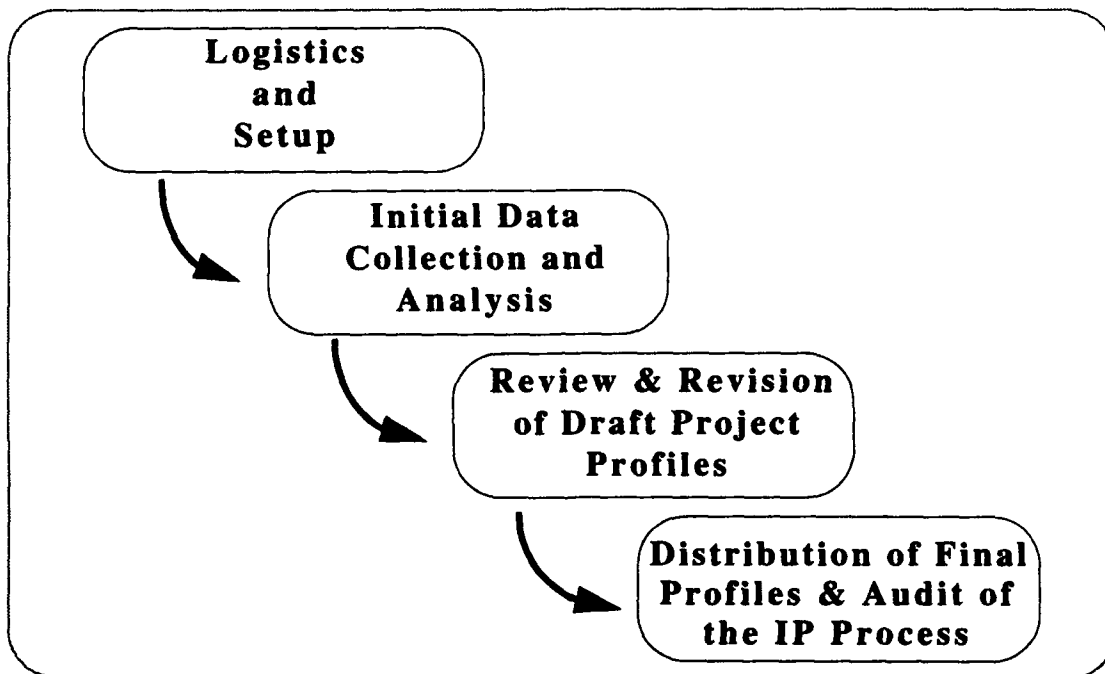 Logistics
and
Setup
Initial Data
Collection and
Analysis
Review & Revision
of Draft Project
Profiles
Distribution of Final
Profiles & Audit of
the IP Process